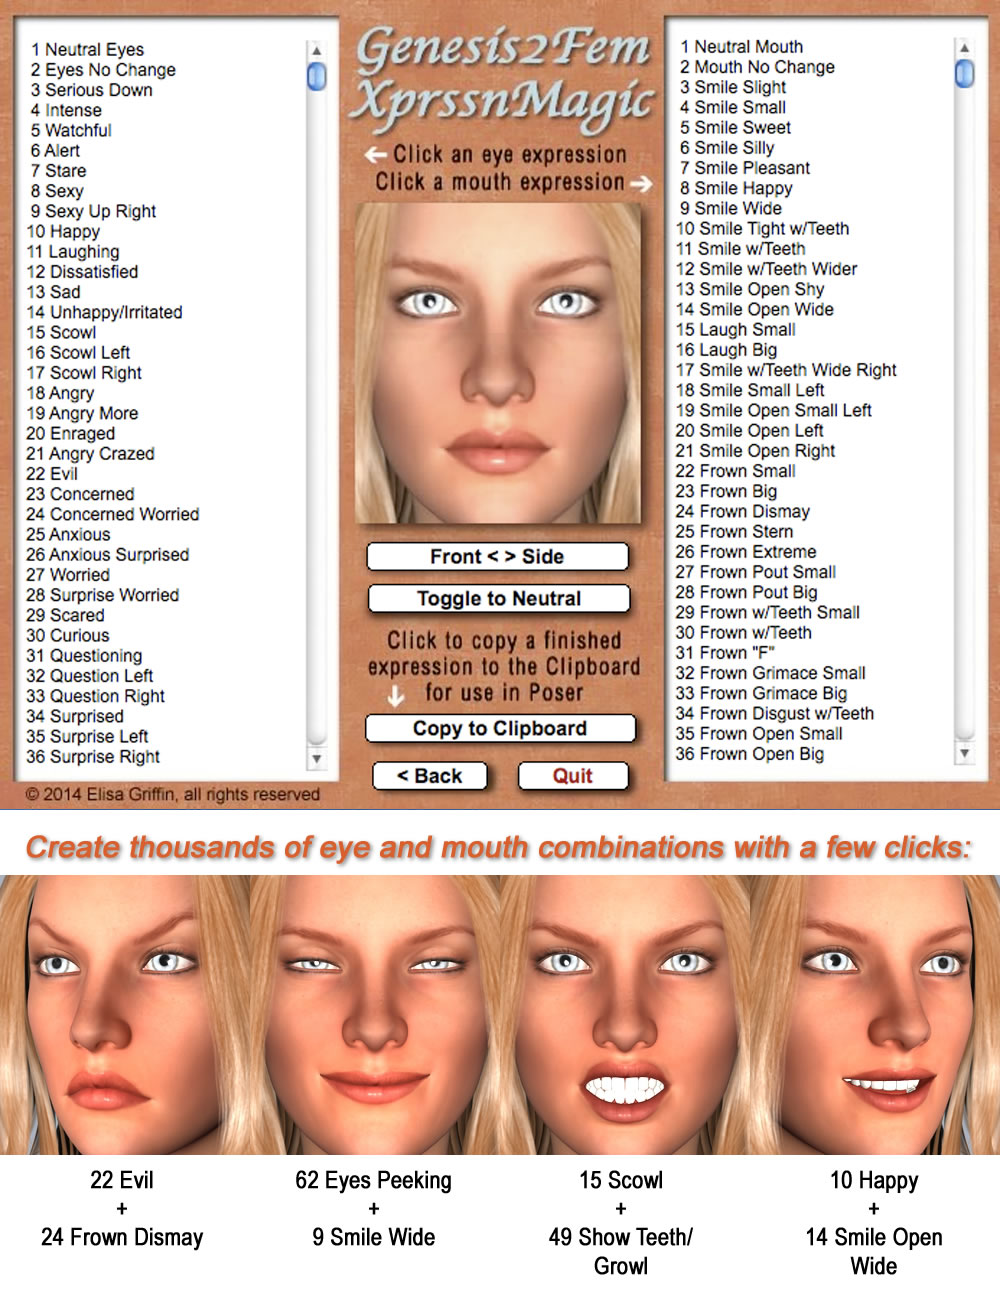 1 Neutral Eyes
2 Eyes No Change
3 Serious Down
4 Intense
5 Watchful
6 Alert
7 Stare
8 Sexy
9 Sexy Up Right
10 Happy
11 Laughing
12 Dissatisfied
13 Sad
14 Unhappy/Irritated
15 Scowl
16 Scowl Left
17 Scowl Right
18 Angry
19 Angry More
20 Enraged
21 Angry Crazed
22 Evil
23 Concerned
24 Concerned Worried
25 Anxious
26 Anxious Surprised
27 Worried
28 Surprise Worried
29 Scared
30 Curious
31 Questioning
32 Question Left
33 Question Right
34 Surprised
35 Surprise Left
36 Surprise Right
© 2014 Elisa Griffin, all rights reserved
Genesis2Fem
XprssnMagic
Click an eye expression
Click a mouth expression
Front < > Side
Toggle to Neutral
Click to copy a finished
expression to the Clipboard
for use in Poser
Copy to Clipboard
< Back
Quit
1 Neutral Mouth
2 Mouth No Change
3 Smile Slight
4 Smile Small
5 Smile Sweet
6 Smile Silly
7 Smile Pleasant
8 Smile Happy
9 Smile Wide
10 Smile Tight w/Teeth
11 Smile w/Teeth
12 Smile w/Teeth Wider
13 Smile Open Shy
14 Smile Open Wide
15 Laugh Small
16 Laugh Big
17 Smile w/Teeth Wide Right
18 Smile Small Left
19 Smile Open Small Left
20 Smile Open Left
21 Smile Open Right
22 Frown Small
23 Frown Big
24 Frown Dismay
25 Frown Stern
26 Frown Extreme
27 Frown Pout Small
28 Frown Pout Big
29 Frown w/Teeth Small
30 Frown w/Teeth
31 Frown "F"
32 Frown Grimace Small
33 Frown Grimace Big
34 Frown Disgust w/Teeth
35 Frown Open Small
36 Frown Open Big
Create thousands of eye and mouth combinations with a few clicks:
22 Evil
+
24 Frown Dismay
62 Eyes Peeking
+
9 Smile Wide
15 Scowl
+
49 Show Teeth/
Growl
10 Happy
+
14 Smile Open
Wide